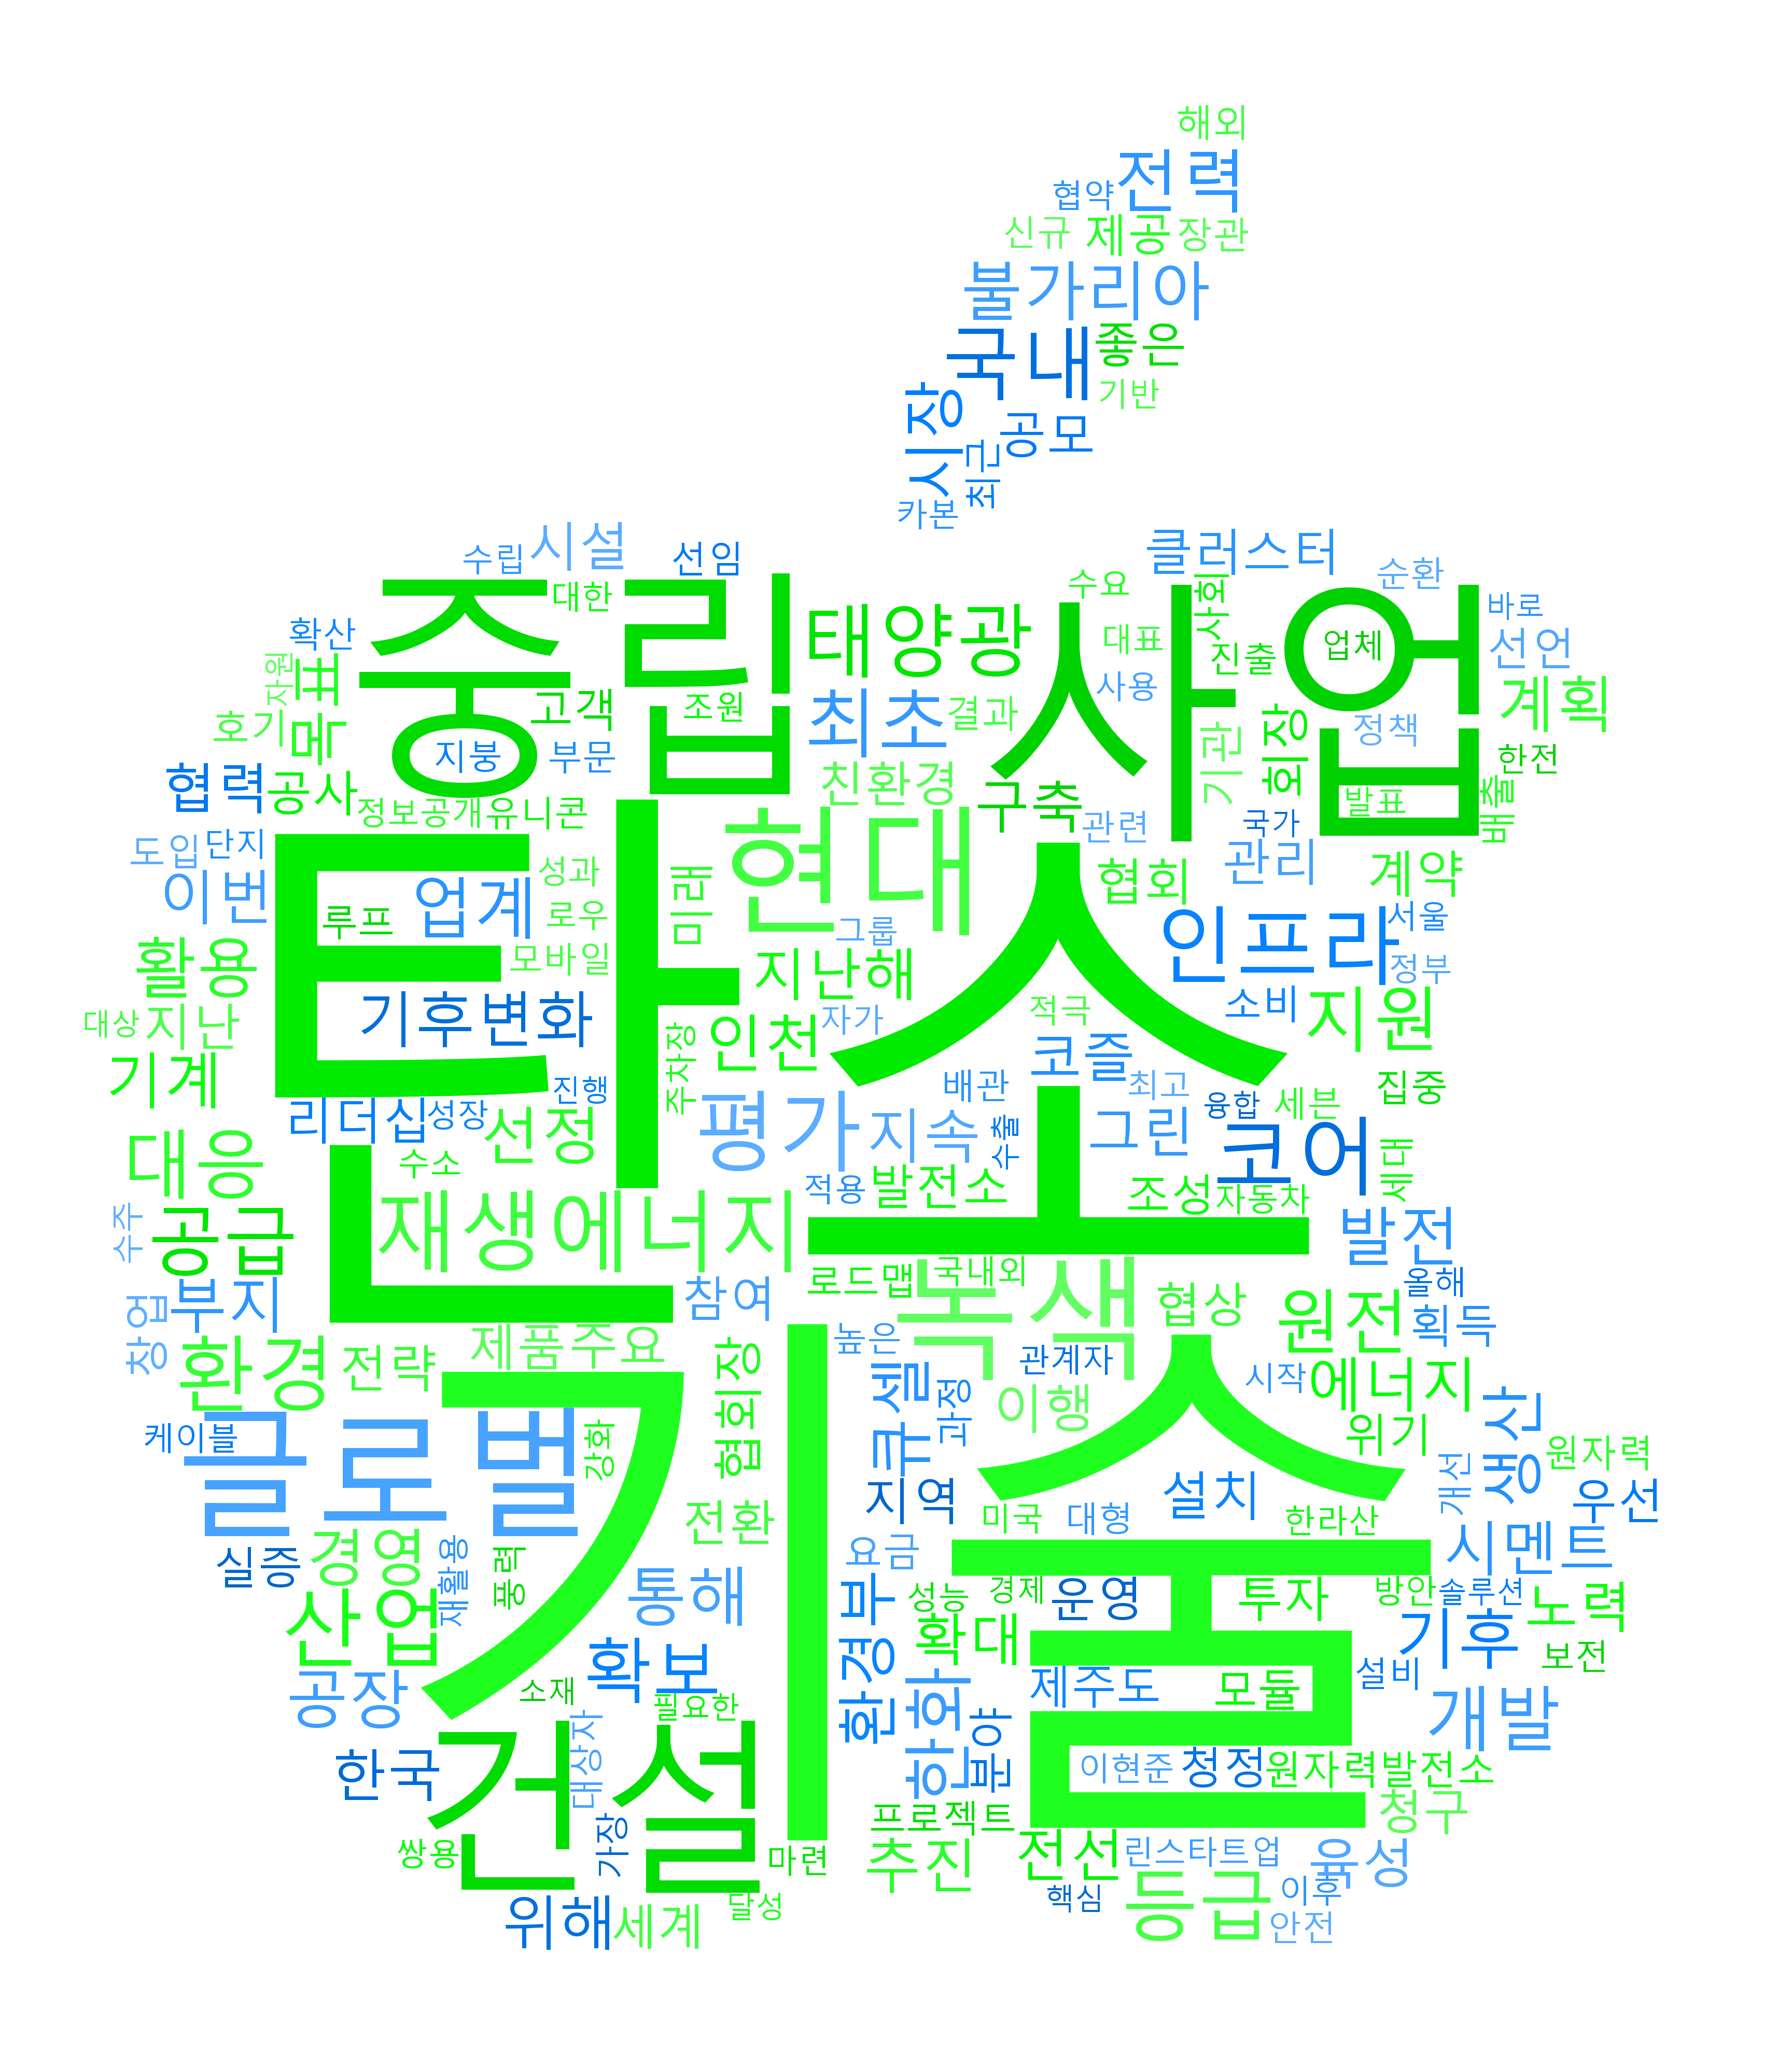 해외
전력
협약
신규
제공
장관
불가리아
국내
좋은
기반
시장
공모
최근
카본
시설
수립
선임
클러스터
순환
대한
중립
수요
사회
사업
바로
확산
태양광
대표
진출
업체
선언
자원
목표
고객
조원
최초
결과
사용
기관
회장
정책
계획
호기
지붕
부문
한전
협력
공사
정보공개
유니콘
친환경
구축
관련
발표
배출
국가
도입
단지
탄소
현대
성과
미래
협회
관리
계약
이번
루프
업계
로우
그룹
인프라
서울
활용
모바일
지난해
정부
대상
지난
기후변화
주차장
인천
자가
적극
소비
지원
기계
진행
코즐
배관
최고
융합
세븐
집중
리더십
성장
선정
평가
지속
수출
그린
코어
세대
대응
수소
적용
발전소
조성
자동차
재생에너지
수주
공급
발전
로드맵
국내외
녹색
협상
올해
창업
부지
참여
원전
획득
환경
전략
제품
주요
기술
협회장
높은
큐셀
과정
관계자
이행
시작
에너지
위기
생산
글로벌
케이블
강화
원자력
개선
지역
설치
우선
전환
미국
대형
한라산
시멘트
실증
경영
재활용
풍력
요금
통해
환경부
성능
경제
운영
투자
방안
솔루션
노력
산업
확대
기후
보전
확보
공장
소재
필요한
한화
제주도
모듈
설비
개발
분야
건설
대상자
한국
이현준
청정
원자력발전소
청구
프로젝트
쌍용
가장
마련
추진
전선
린스타트업
육성
위해
세계
달성
핵심
등급
이후
안전